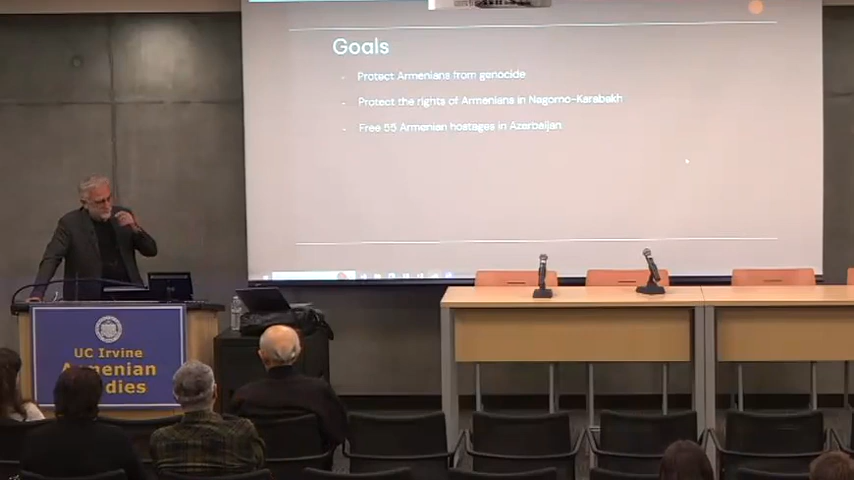 Goals
- Protect Armenians from genocide
- Protect the rights of Armenians in Nagorno-Karabakh
- Free 55 Armenian hostages in Azerbaijan
UC Irvine
Armenian